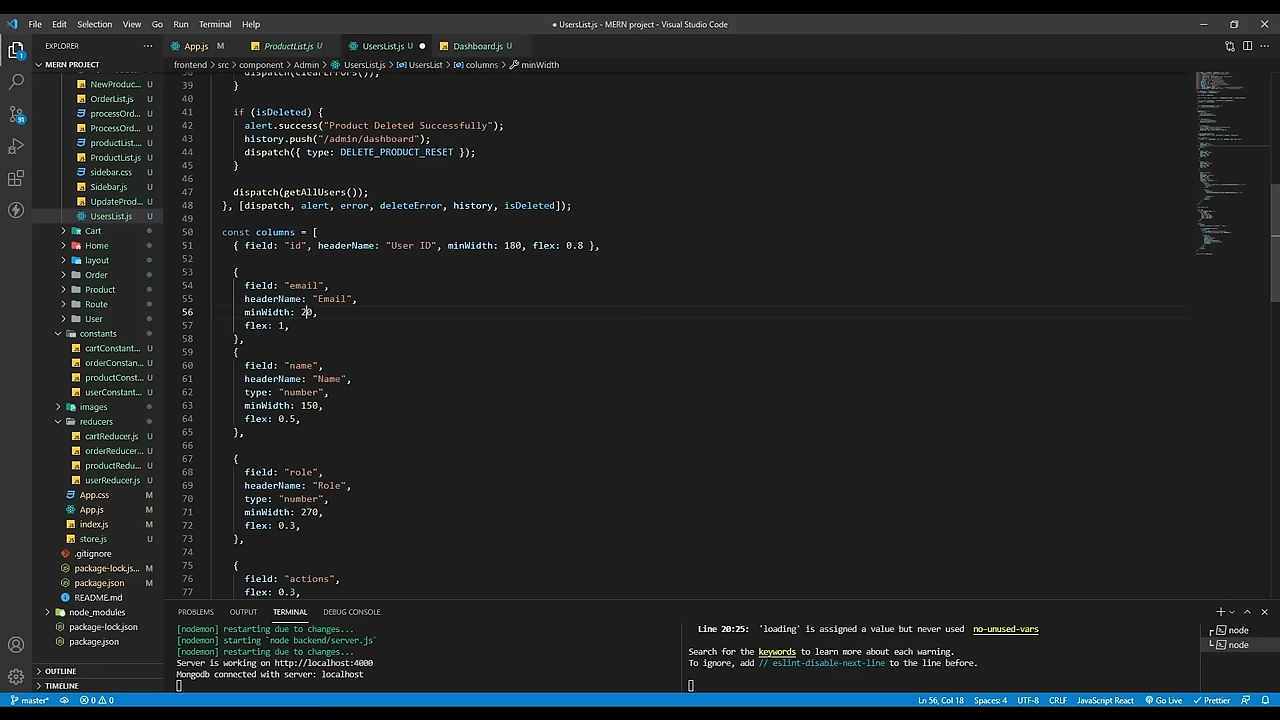 File Edit Selection View Go Run Terminal Help
● UsersList.js - MERN project - Visual Studio Code
EXPLORER
App.js M
ProductList.js U
UsersList.js U ●
Dashboard.js U
MERN PROJECT
frontend > src > component > Admin > UsersList.js > UsersList > columns > minWidth
NewProduc... U
OrderList.js U
processOrd... U
ProcessOrd... U
productList.... U
ProductList.js U
sidebar.css U
Sidebar.js U
UpdateProd... U
UsersList.js U
Cart
Home
layout
Order
Product
Route
User
constants
cartConstant... U
orderConstan... U
productConst... U
userConstant... U
images
reducers
cartReducer.js U
orderReducer... U
productRedu... U
userReducer.js U
App.css M
App.js M
index.js M
store.js U
.gitignore
package-lock.js... M
package.json M
README.md
node_modules
package-lock.json
package.json
OUTLINE
TIMELINE
38 dispatch(clearErrors());
39 }
40
41 if (isDeleted) {
42 alert.success("Product Deleted Successfully");
43 history.push("/admin/dashboard");
44 dispatch({ type: DELETE_PRODUCT_RESET });
45 }
46
47 dispatch(getAllUsers());
48 }, [dispatch, alert, error, deleteError, history, isDeleted]);
49
50 const columns = [
51 { field: "id", headerName: "User ID", minWidth: 180, flex: 0.8 },
52
53 {
54 field: "email",
55 headerName: "Email",
56 minWidth: 20,
57 flex: 1,
58 },
59 {
60 field: "name",
61 headerName: "Name",
62 type: "number",
63 minWidth: 150,
64 flex: 0.5,
65 },
66
67 {
68 field: "role",
69 headerName: "Role",
70 type: "number",
71 minWidth: 270,
72 flex: 0.3,
73 },
74
75 {
76 field: "actions",
77 flex: 0.3,
PROBLEMS OUTPUT TERMINAL DEBUG CONSOLE
[nodemon] restarting due to changes...
[nodemon] starting `node backend/server.js`
[nodemon] restarting due to changes...
Server is working on http://localhost:4000
Mongodb connected with server: localhost
Line 20:25: 'loading' is assigned a value but never used no-unused-vars
Search for the keywords to learn more about each warning.
To ignore, add // eslint-disable-next-line to the line before.
node
node
master* 0 0 Ln 56, Col 18 Spaces: 4 UTF-8 CRLF JavaScript React Go Live Prettier